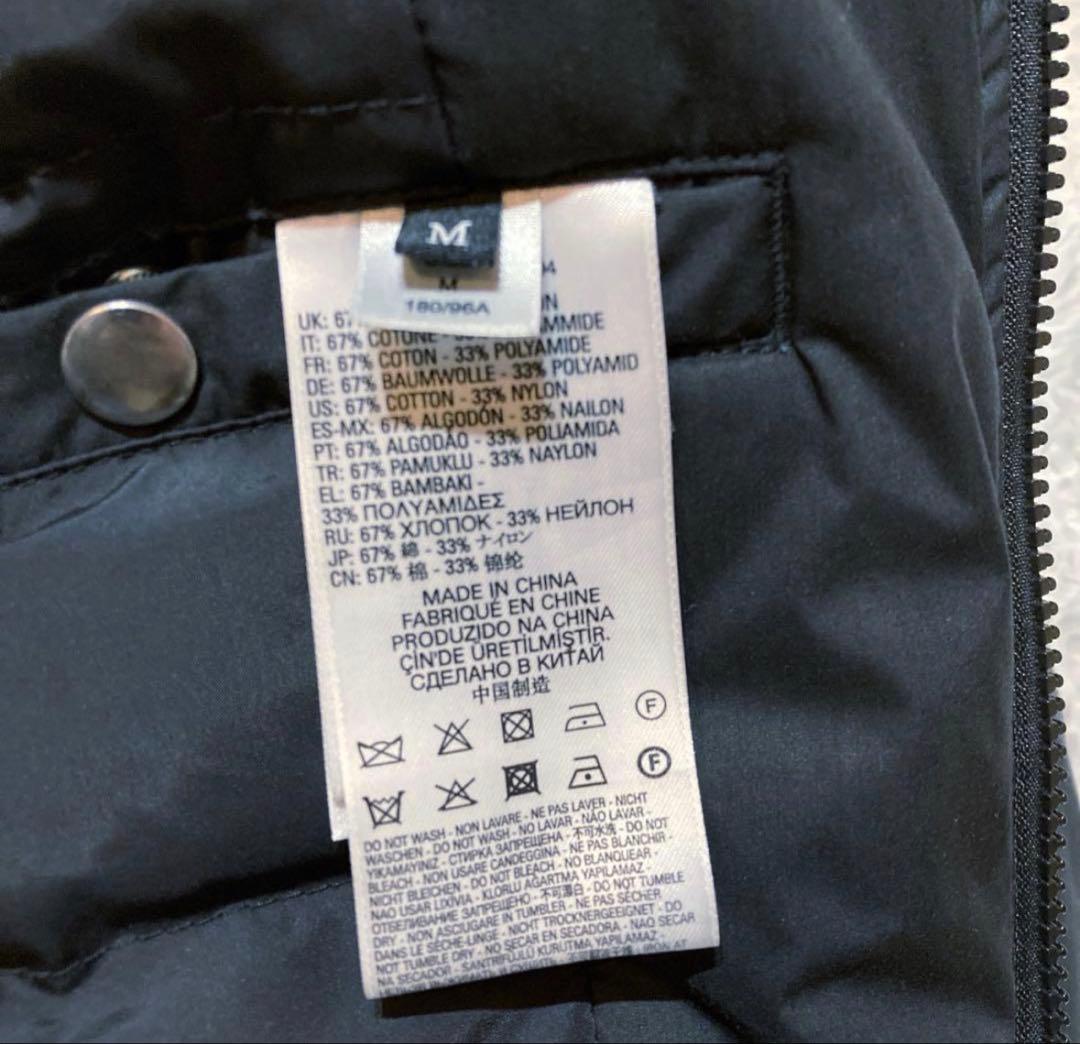 M
M
180/96A
UK: 67
IT: 67% COTONE
FR: 67% COTON - 33% POLYAMIDE
DE: 67% BAUMWOLLE - 33% POLYAMID
US: 67% COTTON - 33% NYLON
ES-MX: 67% ALGODÓN - 33% NAILON
PT: 67% ALGODÃO - 33% POLIAMIDA
TR: 67% PAMUKLU - 33% NAYLON
EL: 67% BAMBAKI -
33% ΠΟΛΥΑΜΙΔΕΣ
RU: 67% ХЛОПОК - 33% НЕЙЛОН
JP: 67% 綿 - 33% ナイロン
CN: 67% 棉 - 33% 锦纶
MADE IN CHINA
FABRIQUÉ EN CHINE
PRODUZIDO NA CHINA
ÇIN'DE ÜRETİLMİŞTİR.
СДЕЛАНО В КИТАЙ
中国制造
F
F
DO NOT WASH - NON LAVARE - NE PAS LAVER - NICHT
WASCHEN - DO NOT WASH - NO LAVAR - NÃO LAVAR -
YIKAMAYINIZ - СТИРКА ЗАПРЕЩЕНА - 不可水洗 - DO NOT
BLEACH - NON USARE CANDEGGINA - NE PAS BLANCHIR -
NICHT BLEICHEN - DO NOT BLEACH - NO BLANQUEAR -
NAO USAR LIXÍVIA - KLORLU AĞARTMA YAPILAMAZ -
ОТБЕЛИВАНИЕ ЗАПРЕЩЕНО - 不可漂白 - DO NOT TUMBLE
DRY - NON ASCIUGARE IN TUMBLER - NE PAS SÉCHER
DANS LE SÈCHE-LINGE - NICHT TROCKNERGEEIGNET - DO
NOT TUMBLE DRY - NO SECAR EN SECADORA - NAO SECAR
NA SECADOR - SANTRIFÜJLÜ KURUTMA YAPILAMAZ -